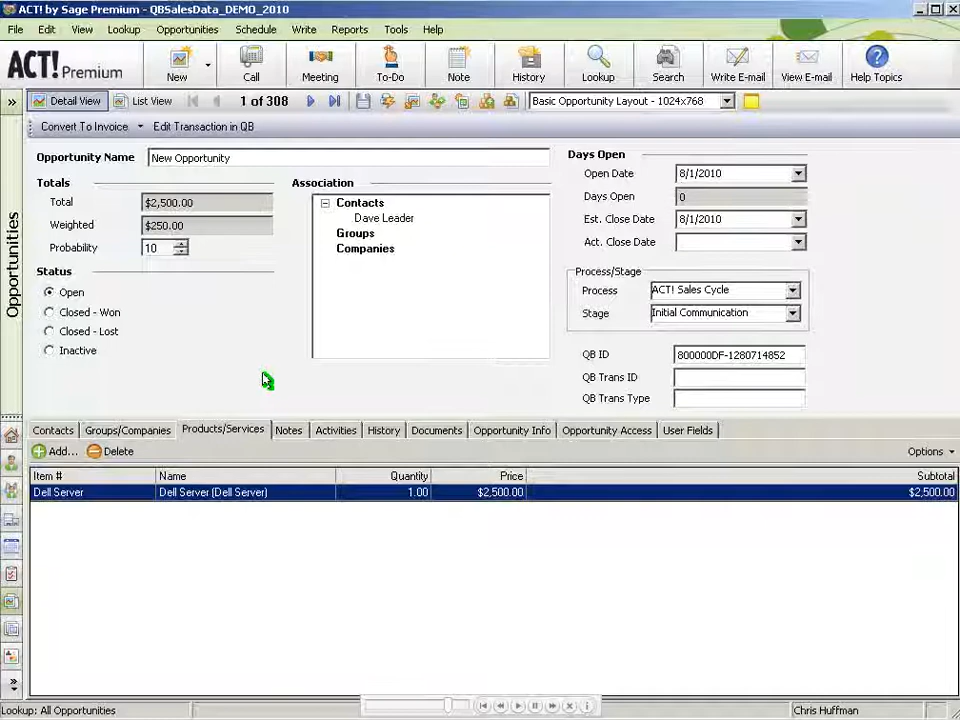 ACT! by Sage Premium - QBSalesData_DEMO_2010
File Edit View Lookup Opportunities Schedule Write Reports Tools Help
ACT! Premium New Call Meeting To-Do Note History Lookup Search Write E-mail View E-mail Help Topics
» Detail View List View 1 of 308 Basic Opportunity Layout - 1024x768
Convert To Invoice Edit Transaction in QB
Opportunities
Opportunity Name New Opportunity
Totals
Total $2,500.00
Weighted $250.00
Probability 10
Status
Open
Closed - Won
Closed - Lost
Inactive
Association
Contacts
Dave Leader
Groups
Companies
Days Open
Open Date 8/1/2010
Days Open 0
Est. Close Date 8/1/2010
Act. Close Date
Process/Stage
Process ACT! Sales Cycle
Stage Initial Communication
QB ID 800000DF-1280714852
QB Trans ID
QB Trans Type
Contacts Groups/Companies Products/Services Notes Activities History Documents Opportunity Info Opportunity Access User Fields
Add... Delete Options
Item # Name Quantity Price Subtotal
Dell Server Dell Server (Dell Server) 1.00 $2,500.00 $2,500.00
»
Lookup: All Opportunities Chris Huffman